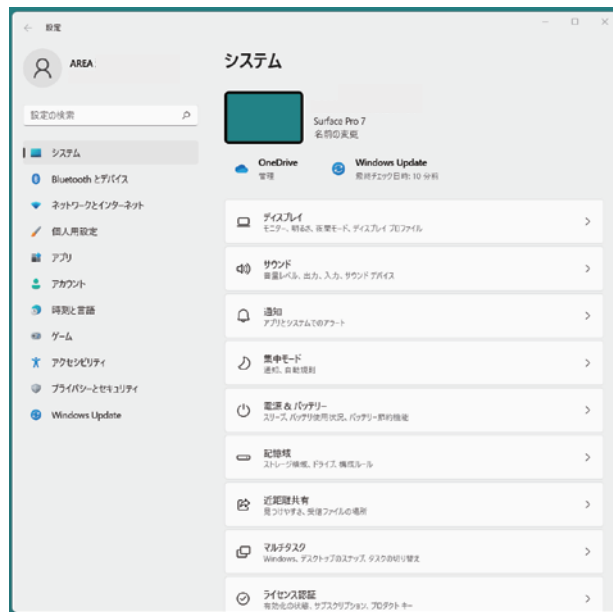 ← 設定
AREA
設定の検索
システム
Bluetooth とデバイス
ネットワークとインターネット
個人用設定
アプリ
アカウント
時刻と言語
ゲーム
アクセシビリティ
プライバシーとセキュリティ
Windows Update
システム
Surface Pro 7
名前の変更
OneDrive
管理
Windows Update
最終チェック日時: 10 分前
ディスプレイ
モニター、明るさ、夜間モード、ディスプレイ プロファイル
サウンド
音量レベル、出力、入力、サウンド デバイス
通知
アプリとシステムでのアラート
集中モード
通知、自動規則
電源 & バッテリー
スリープ、バッテリ使用状況、バッテリー節約機能
記憶域
ストレージ領域、ドライブ、構成ルール
近距離共有
見つけやすさ、受信ファイルの場所
マルチタスク
Windows、デスクトップのスナップ、タスクの切り替え
ライセンス認証
有効化の状態、サブスクリプション、プロダクト キー